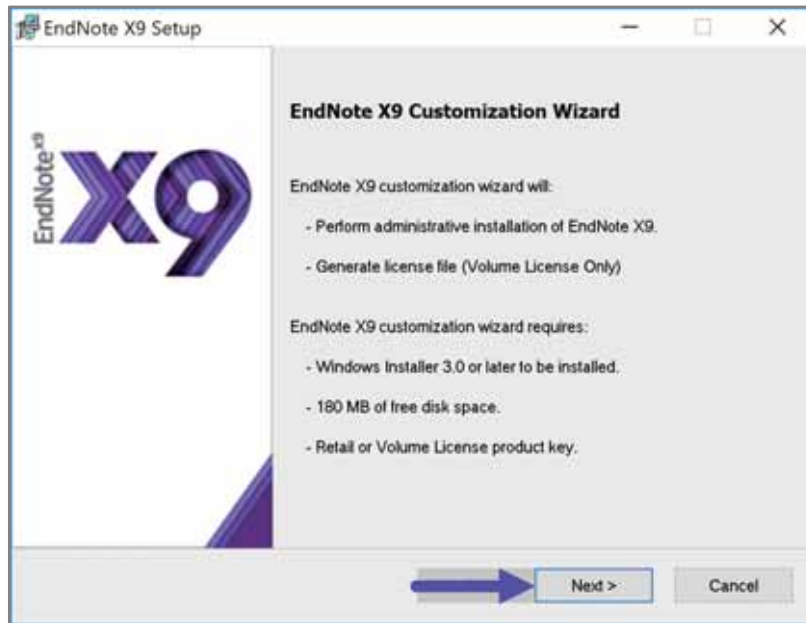 EndNote X9 Setup
EndNote X9
X9
EndNote X9 Customization Wizard
EndNote X9 customization wizard will:
- Perform administrative installation of EndNote X9.
- Generate license file (Volume License Only)
EndNote X9 customization wizard requires:
- Windows Installer 3.0 or later to be installed.
- 180 MB of free disk space.
- Retail or Volume License product key.
Next >
Cancel